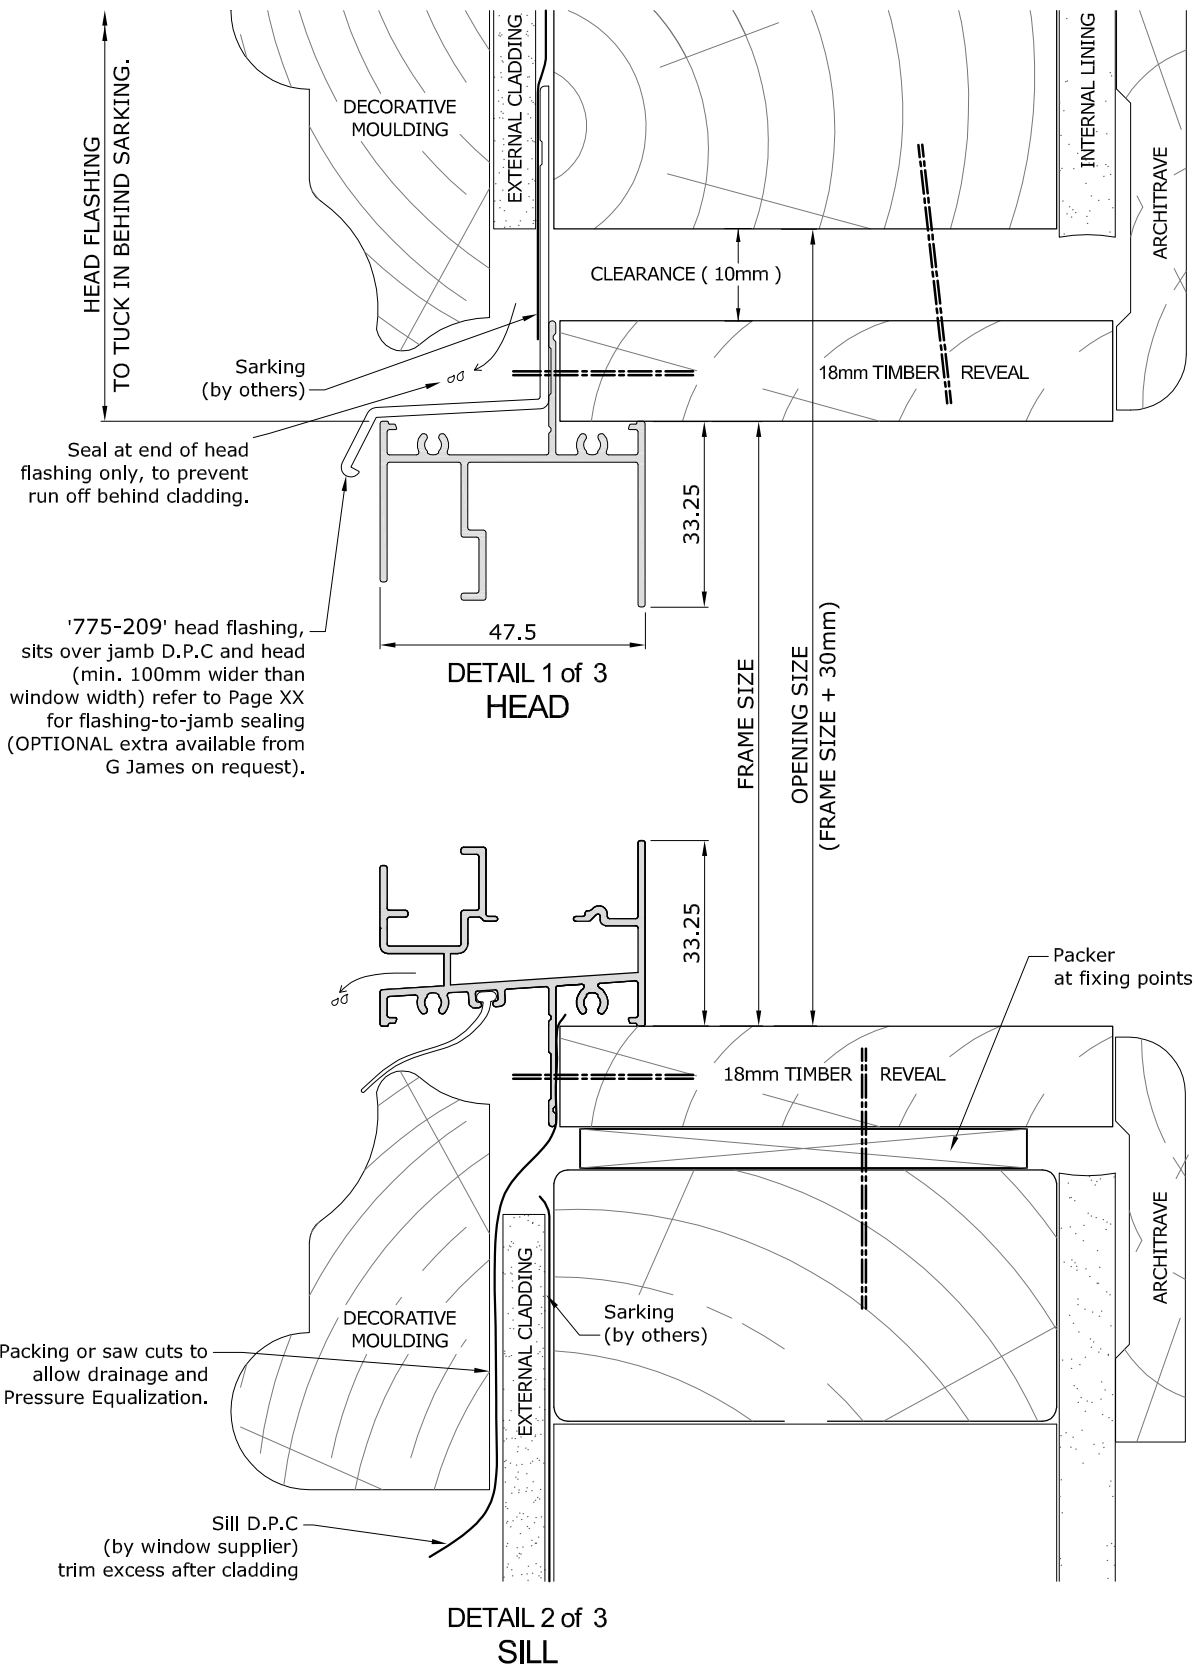 HEAD FLASHING
TO TUCK IN BEHIND SARKING.
DECORATIVE
MOULDING
EXTERNAL CLADDING
INTERNAL LINING
ARCHITRAVE
CLEARANCE ( 10mm )
Sarking
(by others)
18mm TIMBER REVEAL
Seal at end of head
flashing only, to prevent
run off behind cladding.
33.25
'775-209' head flashing,
sits over jamb D.P.C and head
(min. 100mm wider than
window width) refer to Page XX
for flashing-to-jamb sealing
(OPTIONAL extra available from
G James on request).
47.5
DETAIL 1 of 3
HEAD
FRAME SIZE
OPENING SIZE
(FRAME SIZE + 30mm)
33.25
Packer
at fixing points
18mm TIMBER REVEAL
DECORATIVE
MOULDING
EXTERNAL CLADDING
Sarking
(by others)
ARCHITRAVE
Packing or saw cuts to
allow drainage and
Pressure Equalization.
Sill D.P.C
(by window supplier)
trim excess after cladding
DETAIL 2 of 3
SILL